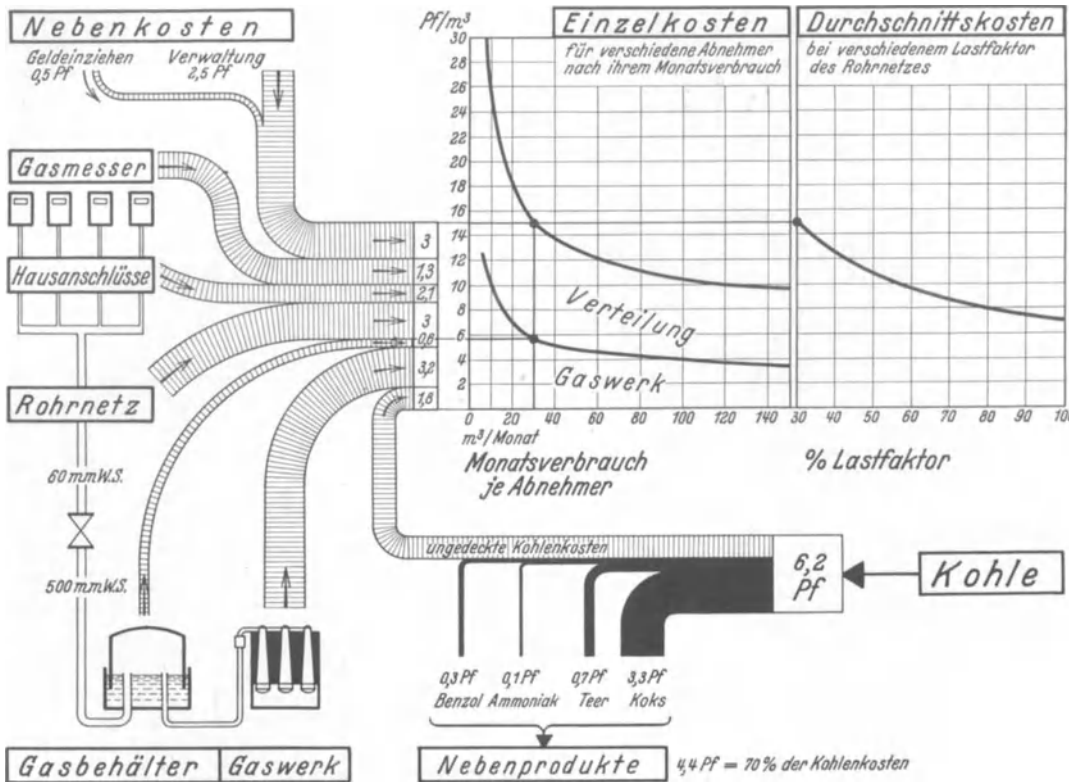 Nebenkosten
Geldeinziehen
0,5 Pf
Verwaltung
2,5 Pf
Gasmesser
Hausanschlüsse
Rohrnetz
60 mm W.S.
500 mm W.S.
Gasbehälter
Gaswerk
3
1,3
2,1
3
0,6
3,2
1,8
Pf/m³
30
28
26
24
22
20
18
16
14
12
10
8
6
4
2
Einzelkosten
für verschiedene Abnehmer
nach ihrem Monatsverbrauch
Verteilung
Gaswerk
0 20 40 60 80 100 120 140
m³/Monat
Monatsverbrauch
je Abnehmer
Durchschnittskosten
bei verschiedenem Lastfaktor
des Rohrnetzes
30 40 50 60 70 80 90 100
% Lastfaktor
ungedeckte Kohlenkosten
6,2
Pf
Kohle
0,3 Pf
Benzol
0,1 Pf
Ammoniak
0,7 Pf
Teer
3,3 Pf
Koks
Nebenprodukte
4,4 Pf = 70% der Kohlenkosten